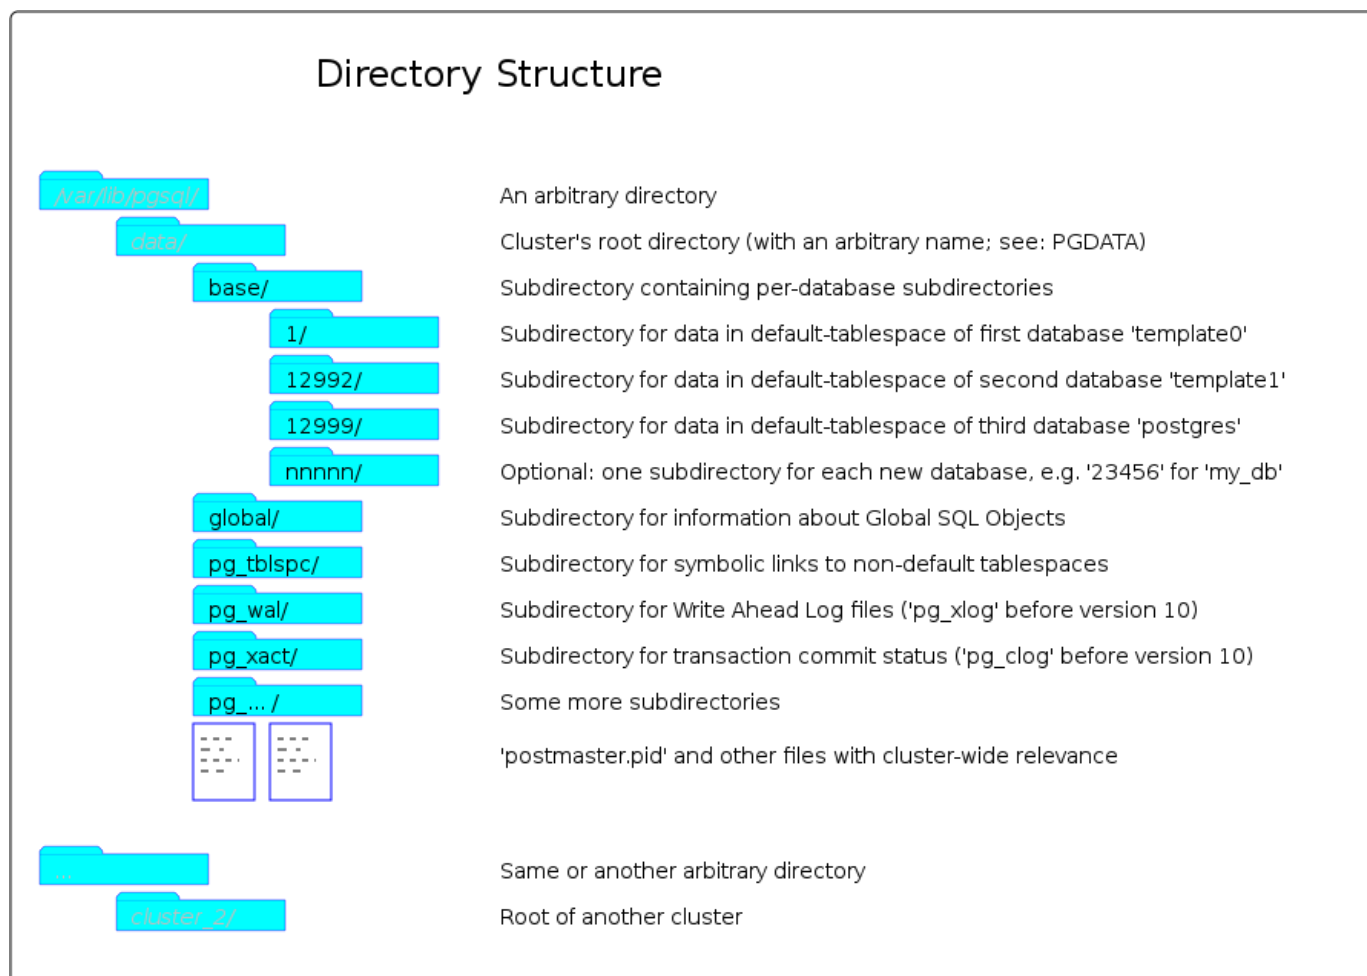 Directory Structure
/var/lib/pgsql/ An arbitrary directory
data/ Cluster's root directory (with an arbitrary name; see: PGDATA)
base/ Subdirectory containing per-database subdirectories
1/ Subdirectory for data in default-tablespace of first database 'template0'
12992/ Subdirectory for data in default-tablespace of second database 'template1'
12999/ Subdirectory for data in default-tablespace of third database 'postgres'
nnnnn/ Optional: one subdirectory for each new database, e.g. '23456' for 'my_db'
global/ Subdirectory for information about Global SQL Objects
pg_tblspc/ Subdirectory for symbolic links to non-default tablespaces
pg_wal/ Subdirectory for Write Ahead Log files ('pg_xlog' before version 10)
pg_xact/ Subdirectory for transaction commit status ('pg_clog' before version 10)
pg_... / Some more subdirectories
'postmaster.pid' and other files with cluster-wide relevance
... Same or another arbitrary directory
cluster_2/ Root of another cluster